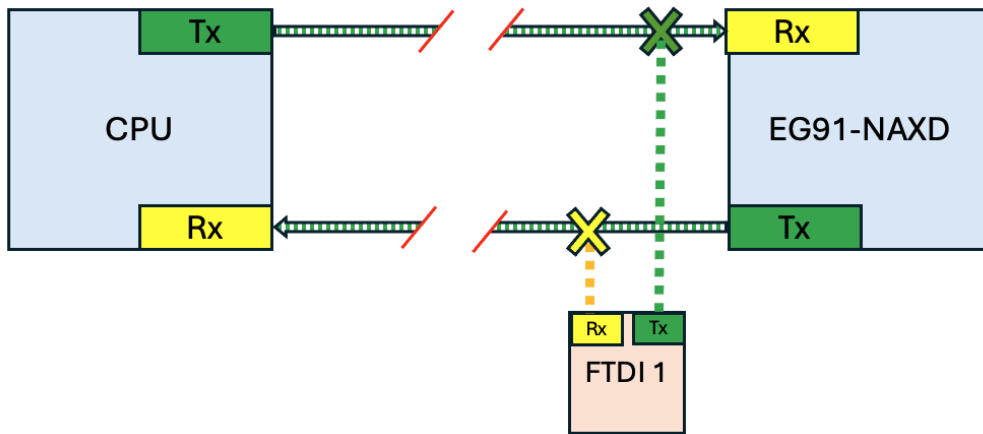 Tx
Rx
CPU
EG91-NAXD
Rx
Tx
Rx
Tx
FTDI 1